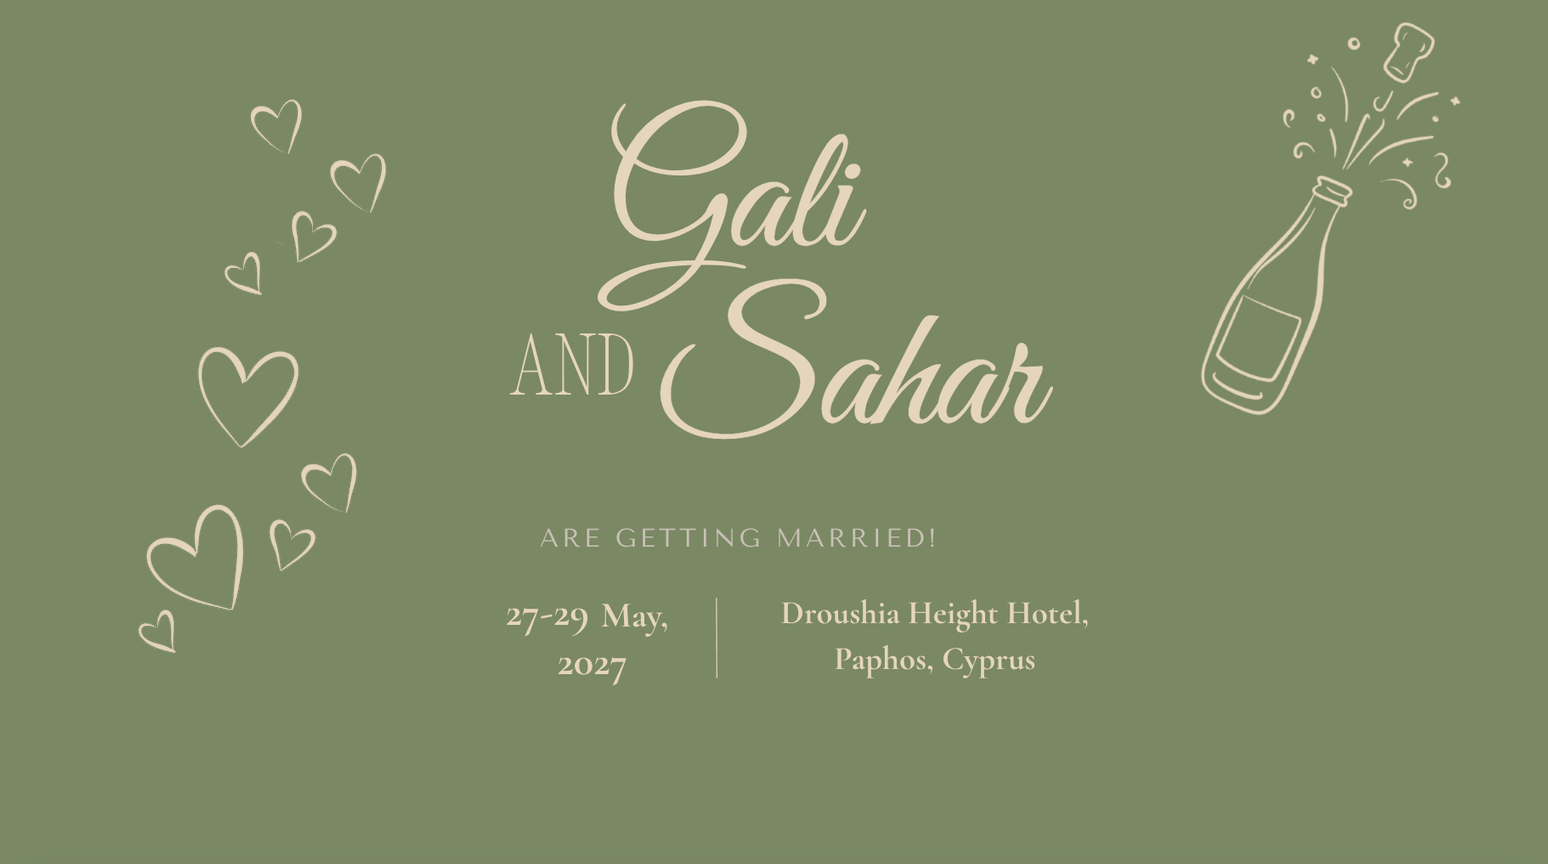 Gali
AND Sahar
ARE GETTING MARRIED!
27-29 May,
2027
Droushia Height Hotel,
Paphos, Cyprus